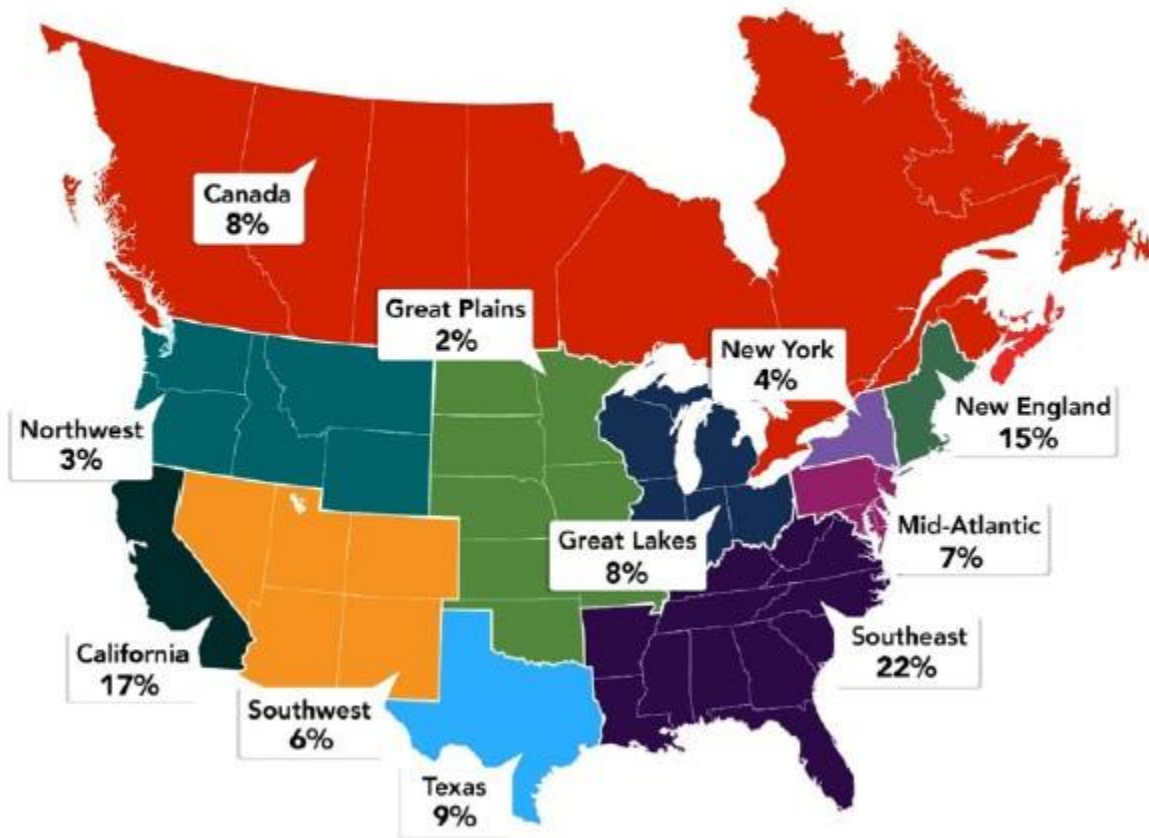 Canada
8%
Great Plains
2%
New York
4%
New England
15%
Northwest
3%
Great Lakes
8%
Mid-Atlantic
7%
California
17%
Southwest
6%
Southeast
22%
Texas
9%